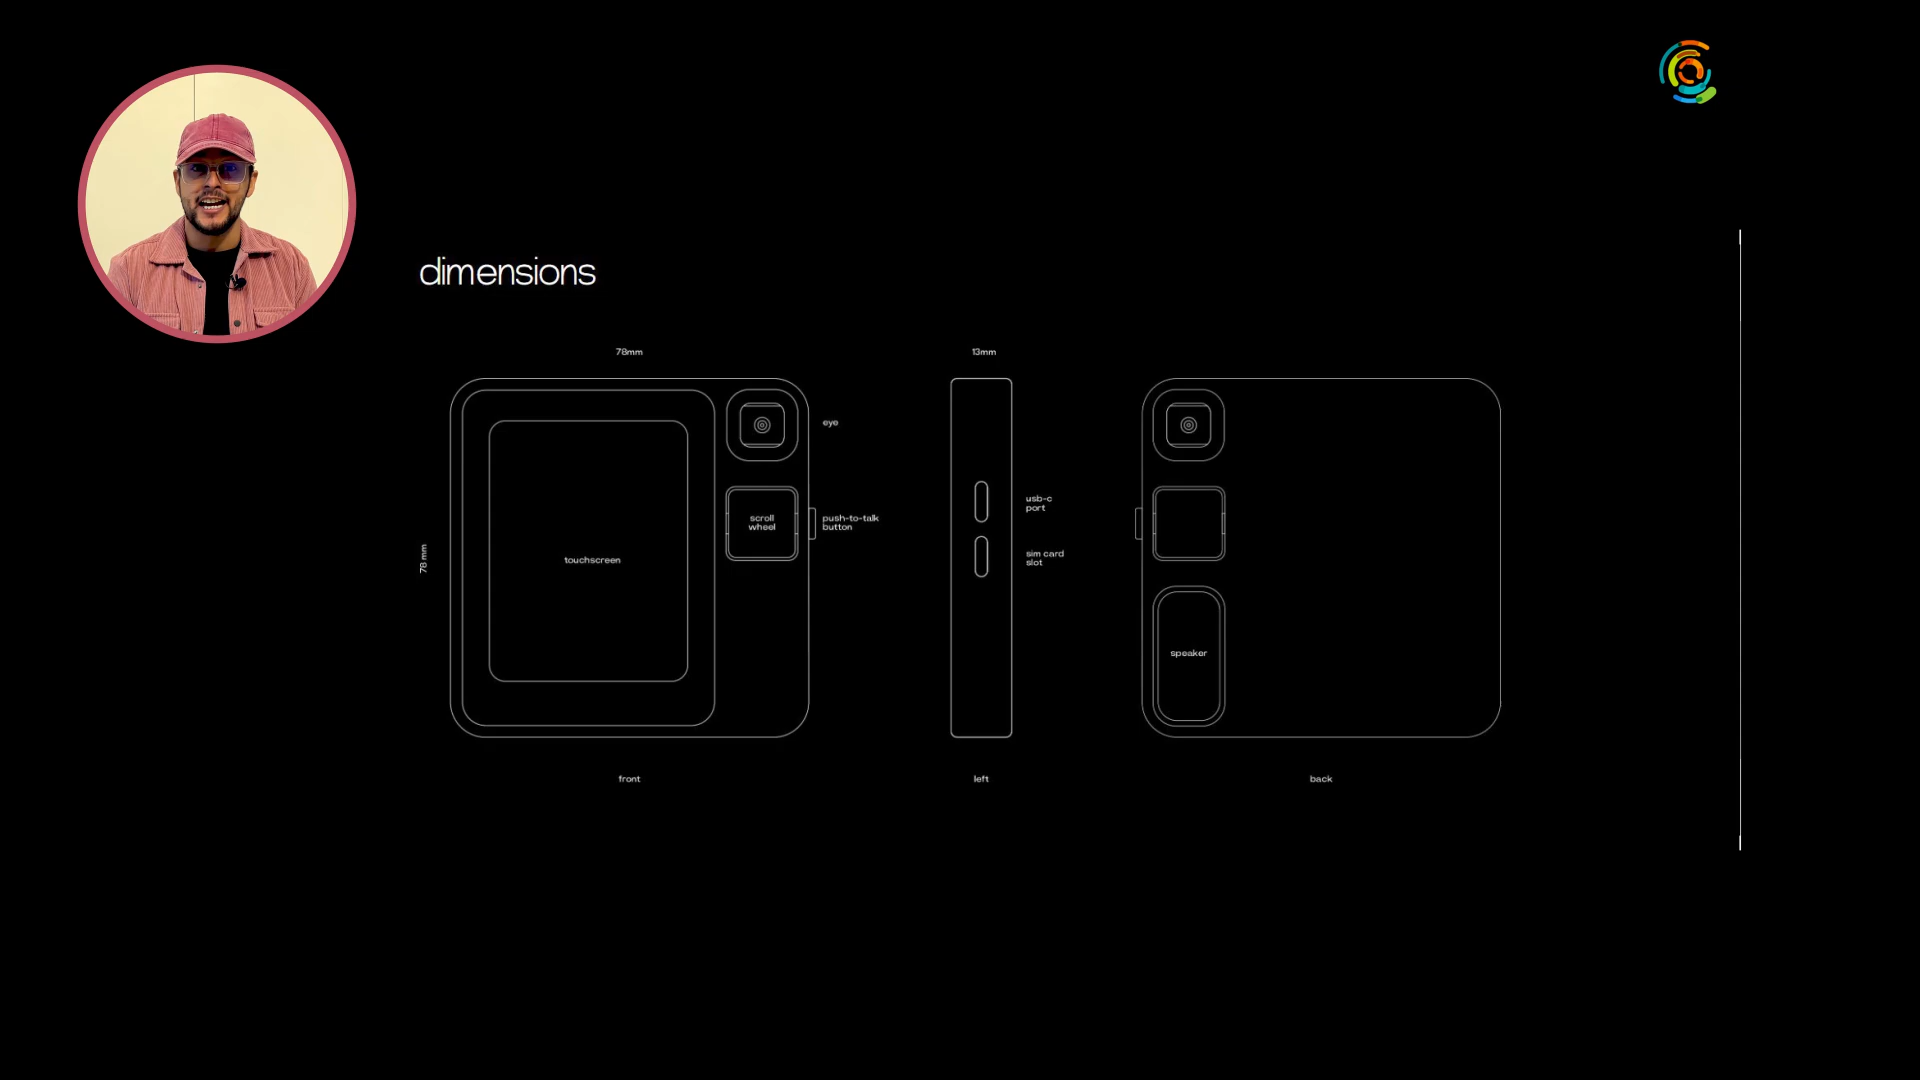 dimensions
78mm
13mm
eye
scroll
wheel
push-to-talk
button
touchscreen
78 mm
usb-c
port
sim card
slot
speaker
front
left
back